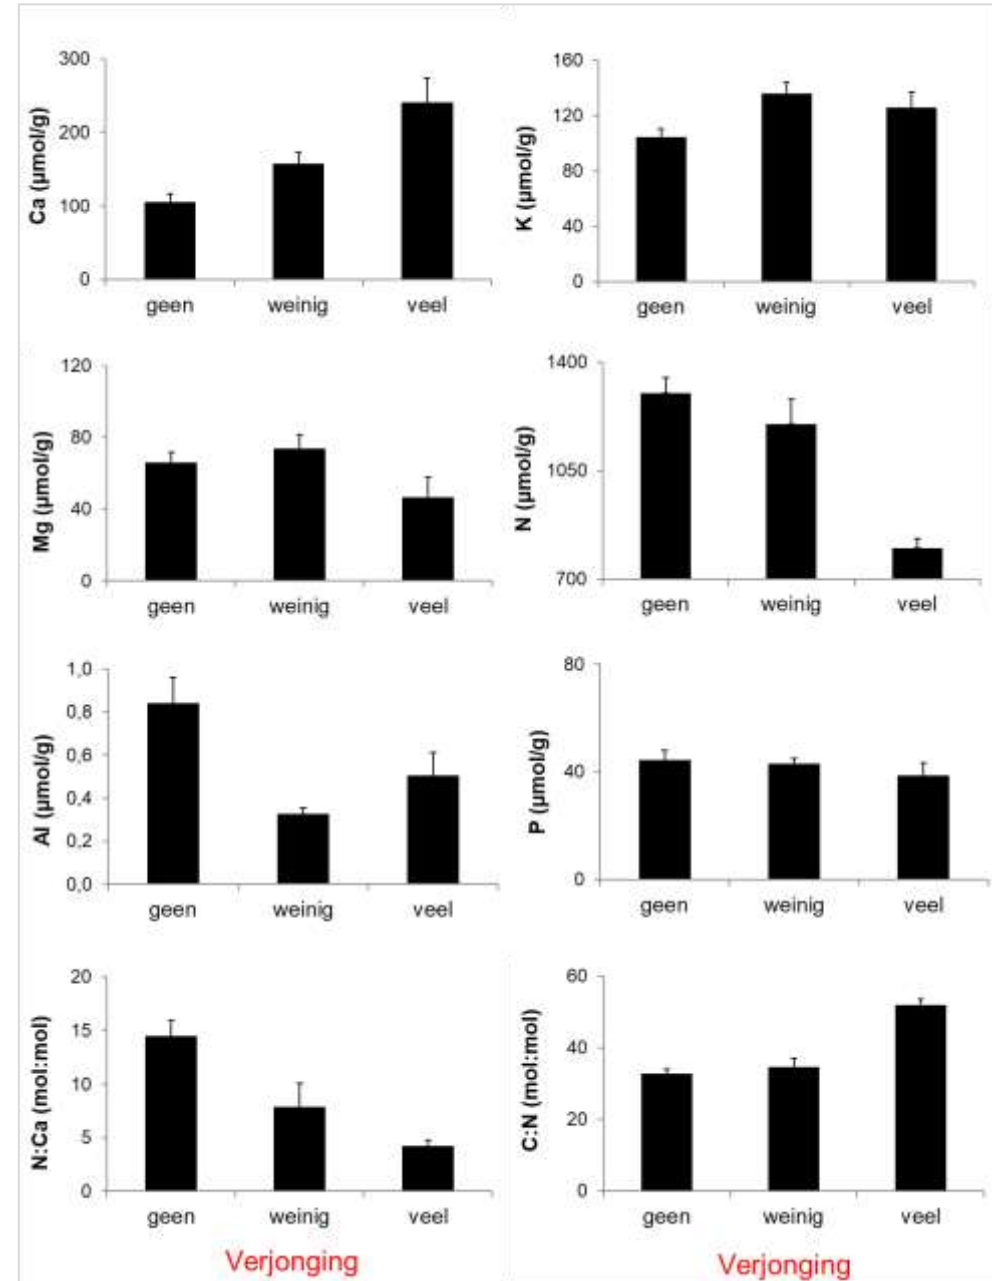 Ca (µmol/g)
300
200
100
0
geen weinig veel
K (µmol/g)
160
120
80
40
0
geen weinig veel
Mg (µmol/g)
120
80
40
0
geen weinig veel
N (µmol/g)
1400
1050
700
geen weinig veel
Al (µmol/g)
1,0
0,8
0,6
0,4
0,2
0,0
geen weinig veel
P (µmol/g)
80
40
0
geen weinig veel
N:Ca (mol:mol)
20
15
10
5
0
geen weinig veel
Verjonging
C:N (mol:mol)
60
40
20
0
geen weinig veel
Verjonging